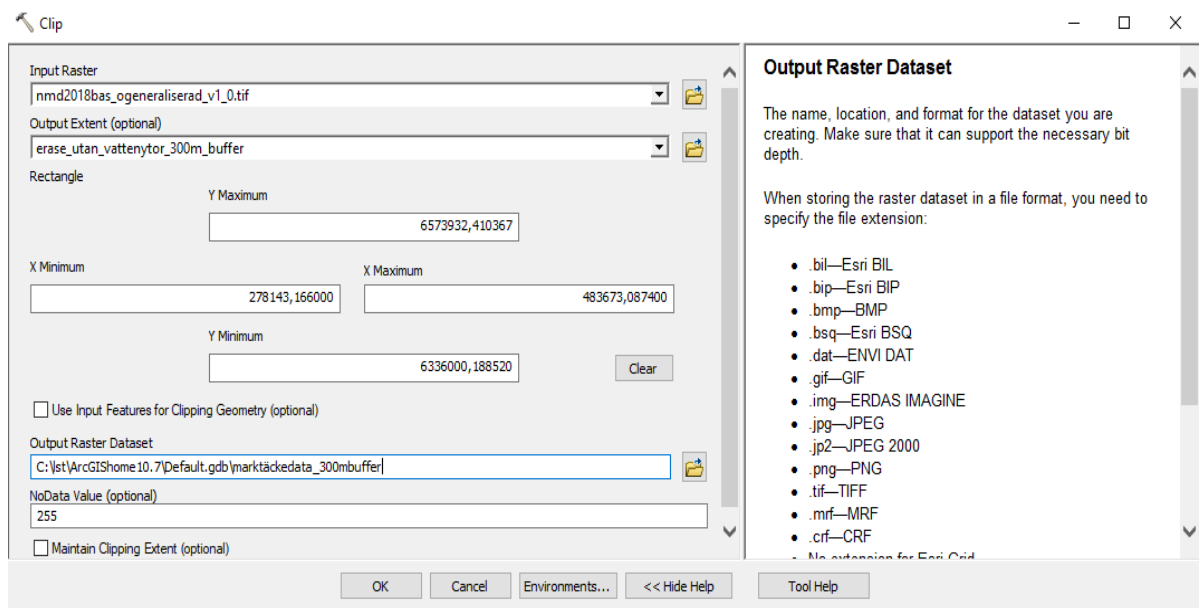 Clip
Input Raster
nmd2018bas_ogeneraliserad_v1_0.tif
Output Extent (optional)
erase_utan_vattenytor_300m_buffer
Rectangle
Y Maximum
6573932,410367
X Minimum
X Maximum
278143,166000
483673,087400
Y Minimum
6336000,188520
Clear
Use Input Features for Clipping Geometry (optional)
Output Raster Dataset
C:\lst\ArcGIShome10.7\Default.gdb\marktäckedata_300mbuffer
NoData Value (optional)
255
Maintain Clipping Extent (optional)
Output Raster Dataset
The name, location, and format for the dataset you are
creating. Make sure that it can support the necessary bit
depth.
When storing the raster dataset in a file format, you need to
specify the file extension:
• .bil—Esri BIL
• .bip—Esri BIP
• .bmp—BMP
• .bsq—Esri BSQ
• .dat—ENVI DAT
• .gif—GIF
• .img—ERDAS IMAGINE
• .jpg—JPEG
• .jp2—JPEG 2000
• .png—PNG
• .tif—TIFF
• .mrf—MRF
• .crf—CRF
• No extension for Esri Grid
OK
Cancel
Environments...
<< Hide Help
Tool Help